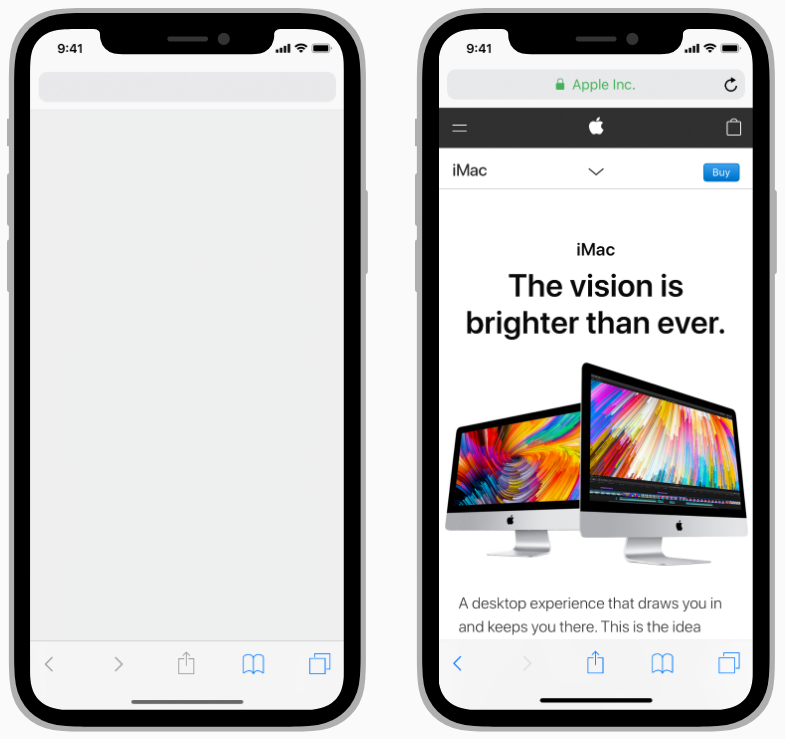 9:41
9:41
Apple Inc.
iMac
Buy
iMac
The vision is
brighter than ever.
A desktop experience that draws you in
and keeps you there. This is the idea